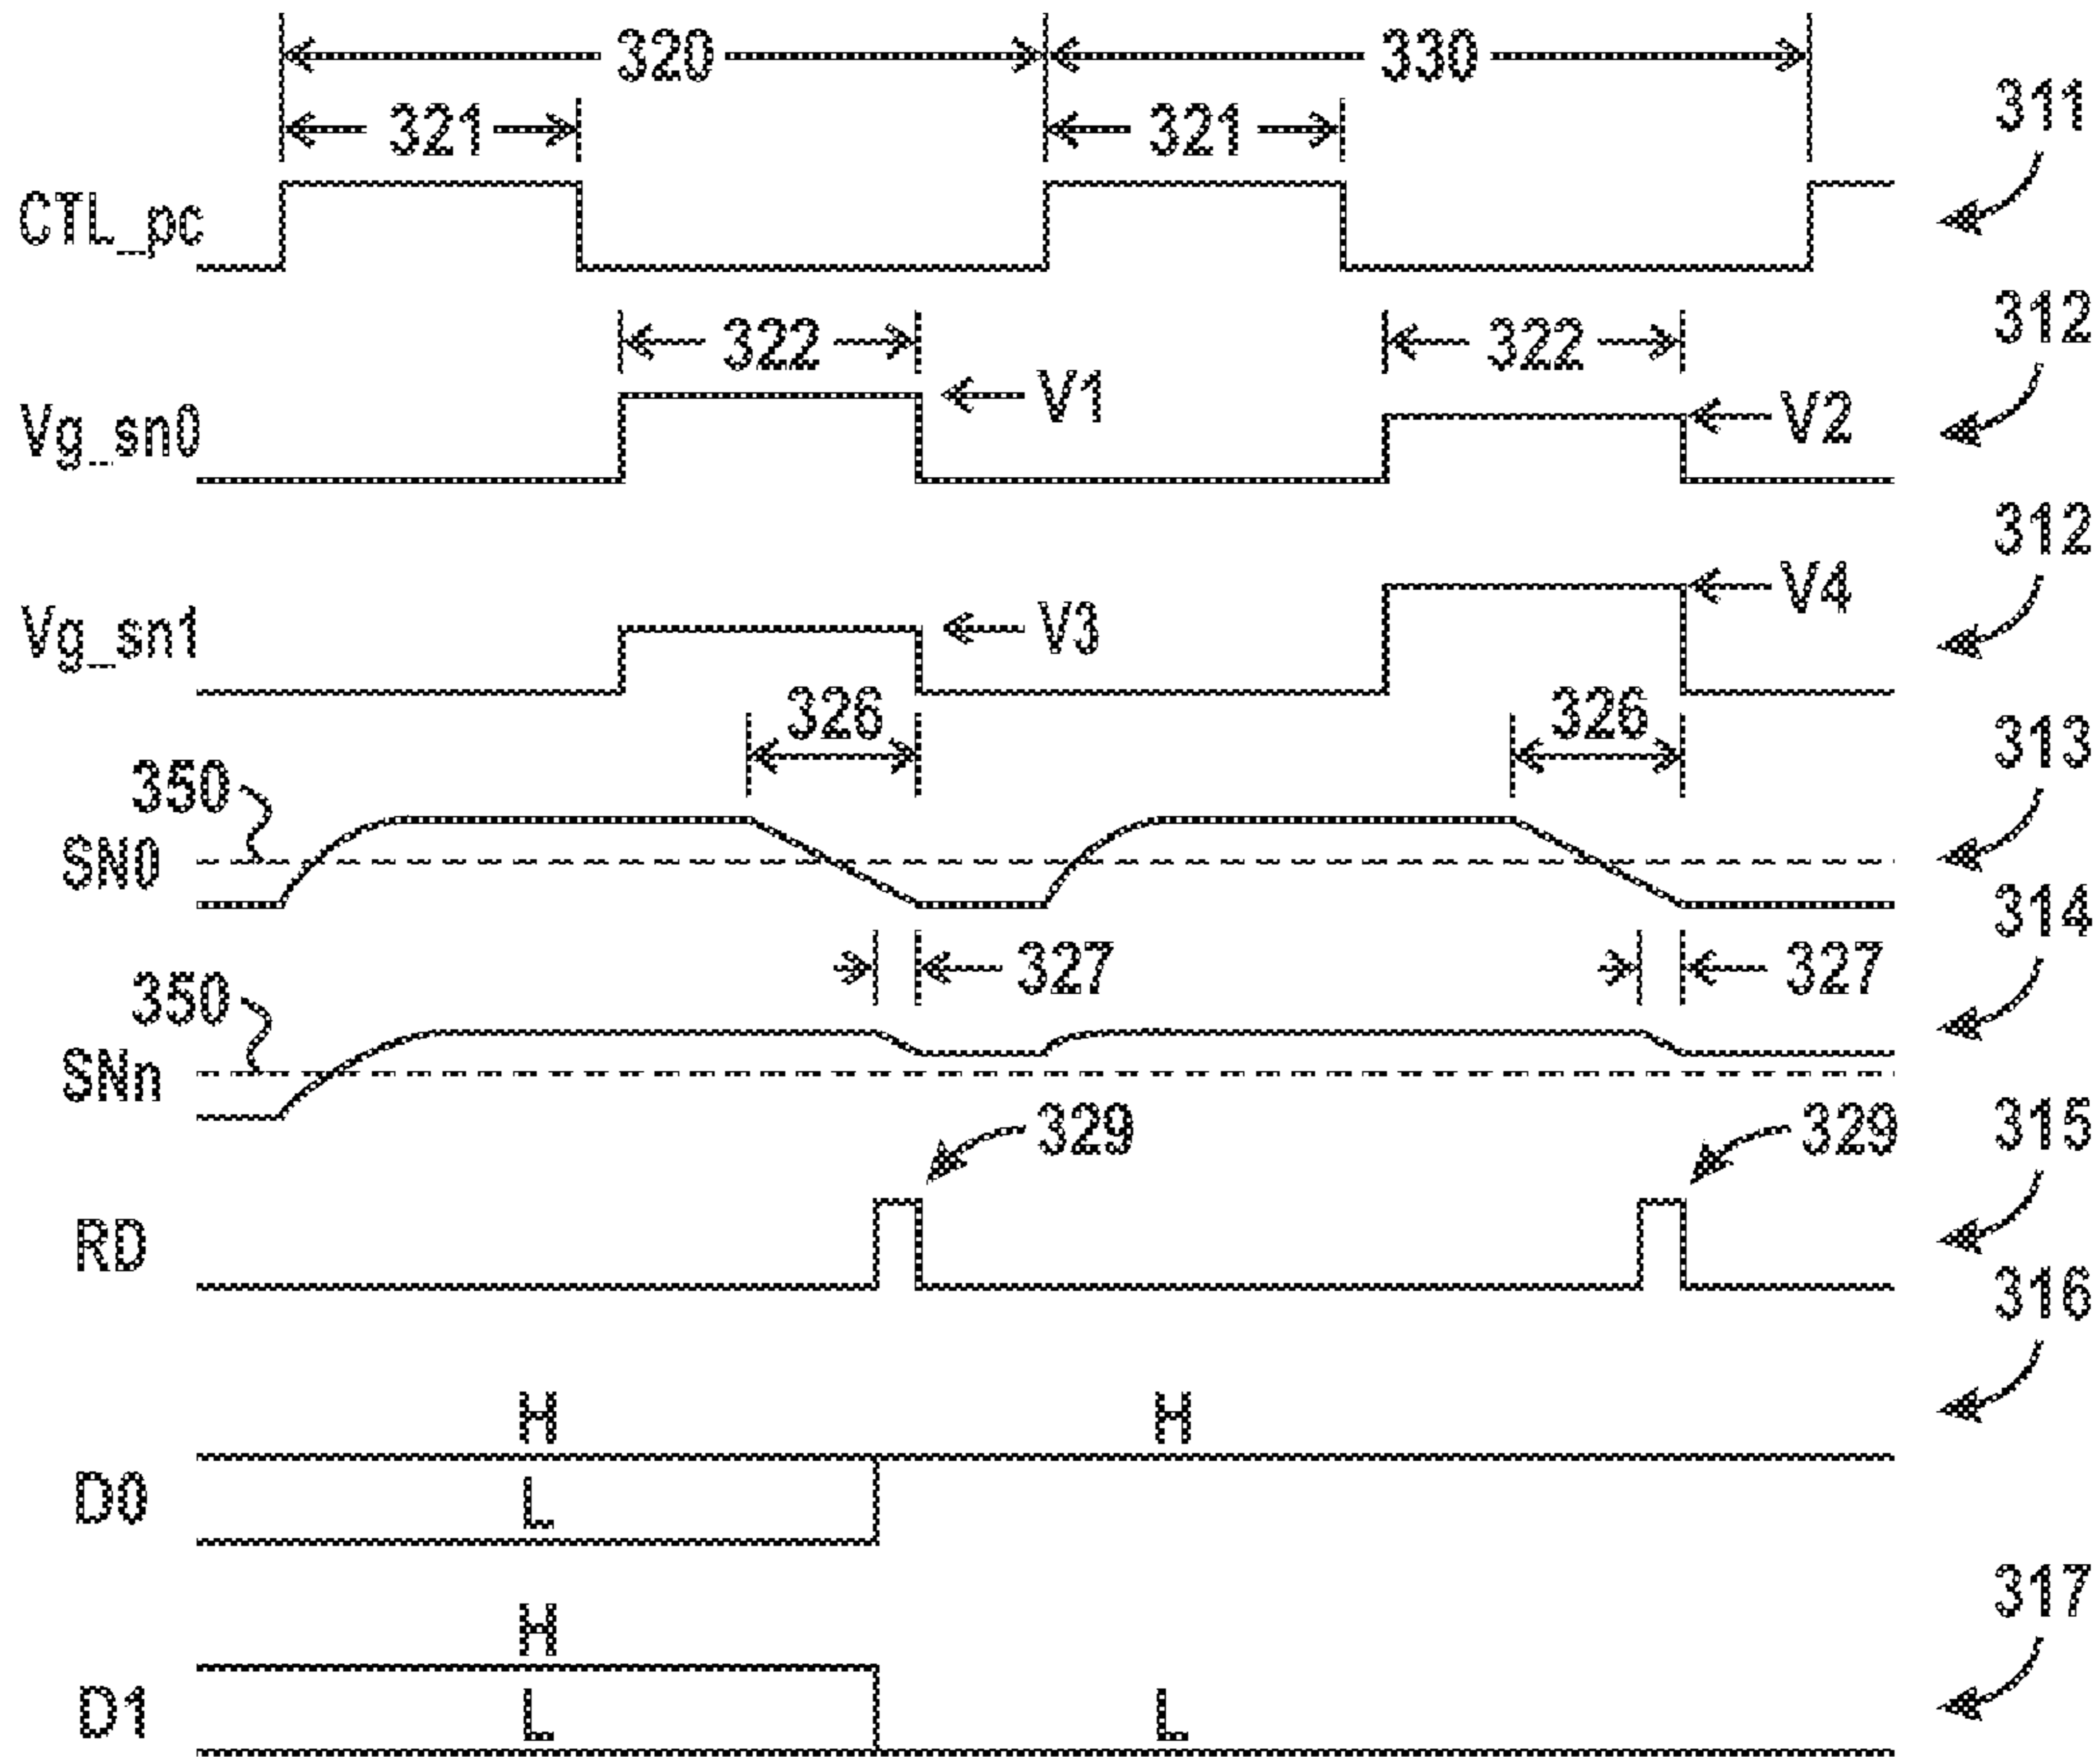 320 330
321 321 311
CTL_pc
322 322 312
V1 V2
Vg_sn0
312
V3 V4
Vg_sn1
326 326 313
350
SN0
314
327 327
350
SNn
329 329 315
RD
316
H H
D0
L
317
H
D1
L L